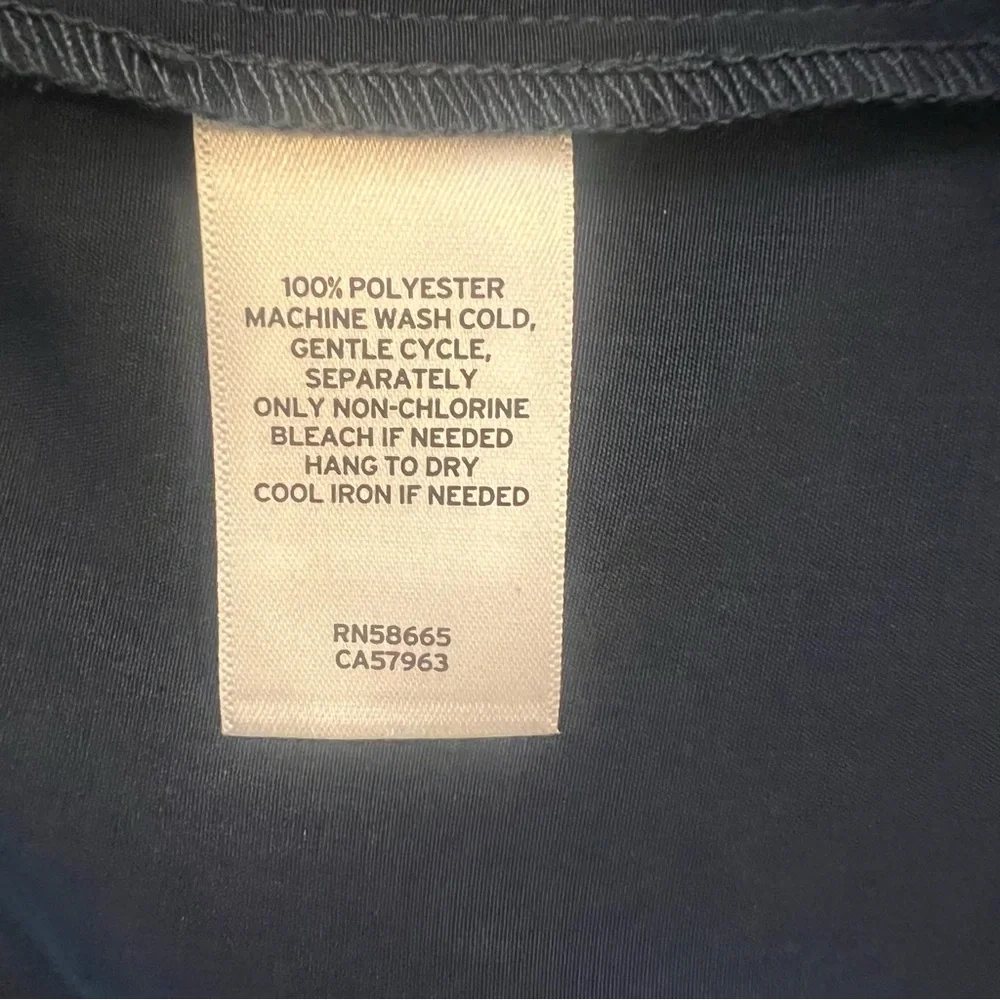 100% POLYESTER
MACHINE WASH COLD,
GENTLE CYCLE,
SEPARATELY
ONLY NON-CHLORINE
BLEACH IF NEEDED
HANG TO DRY
COOL IRON IF NEEDED
RN58665
CA57963